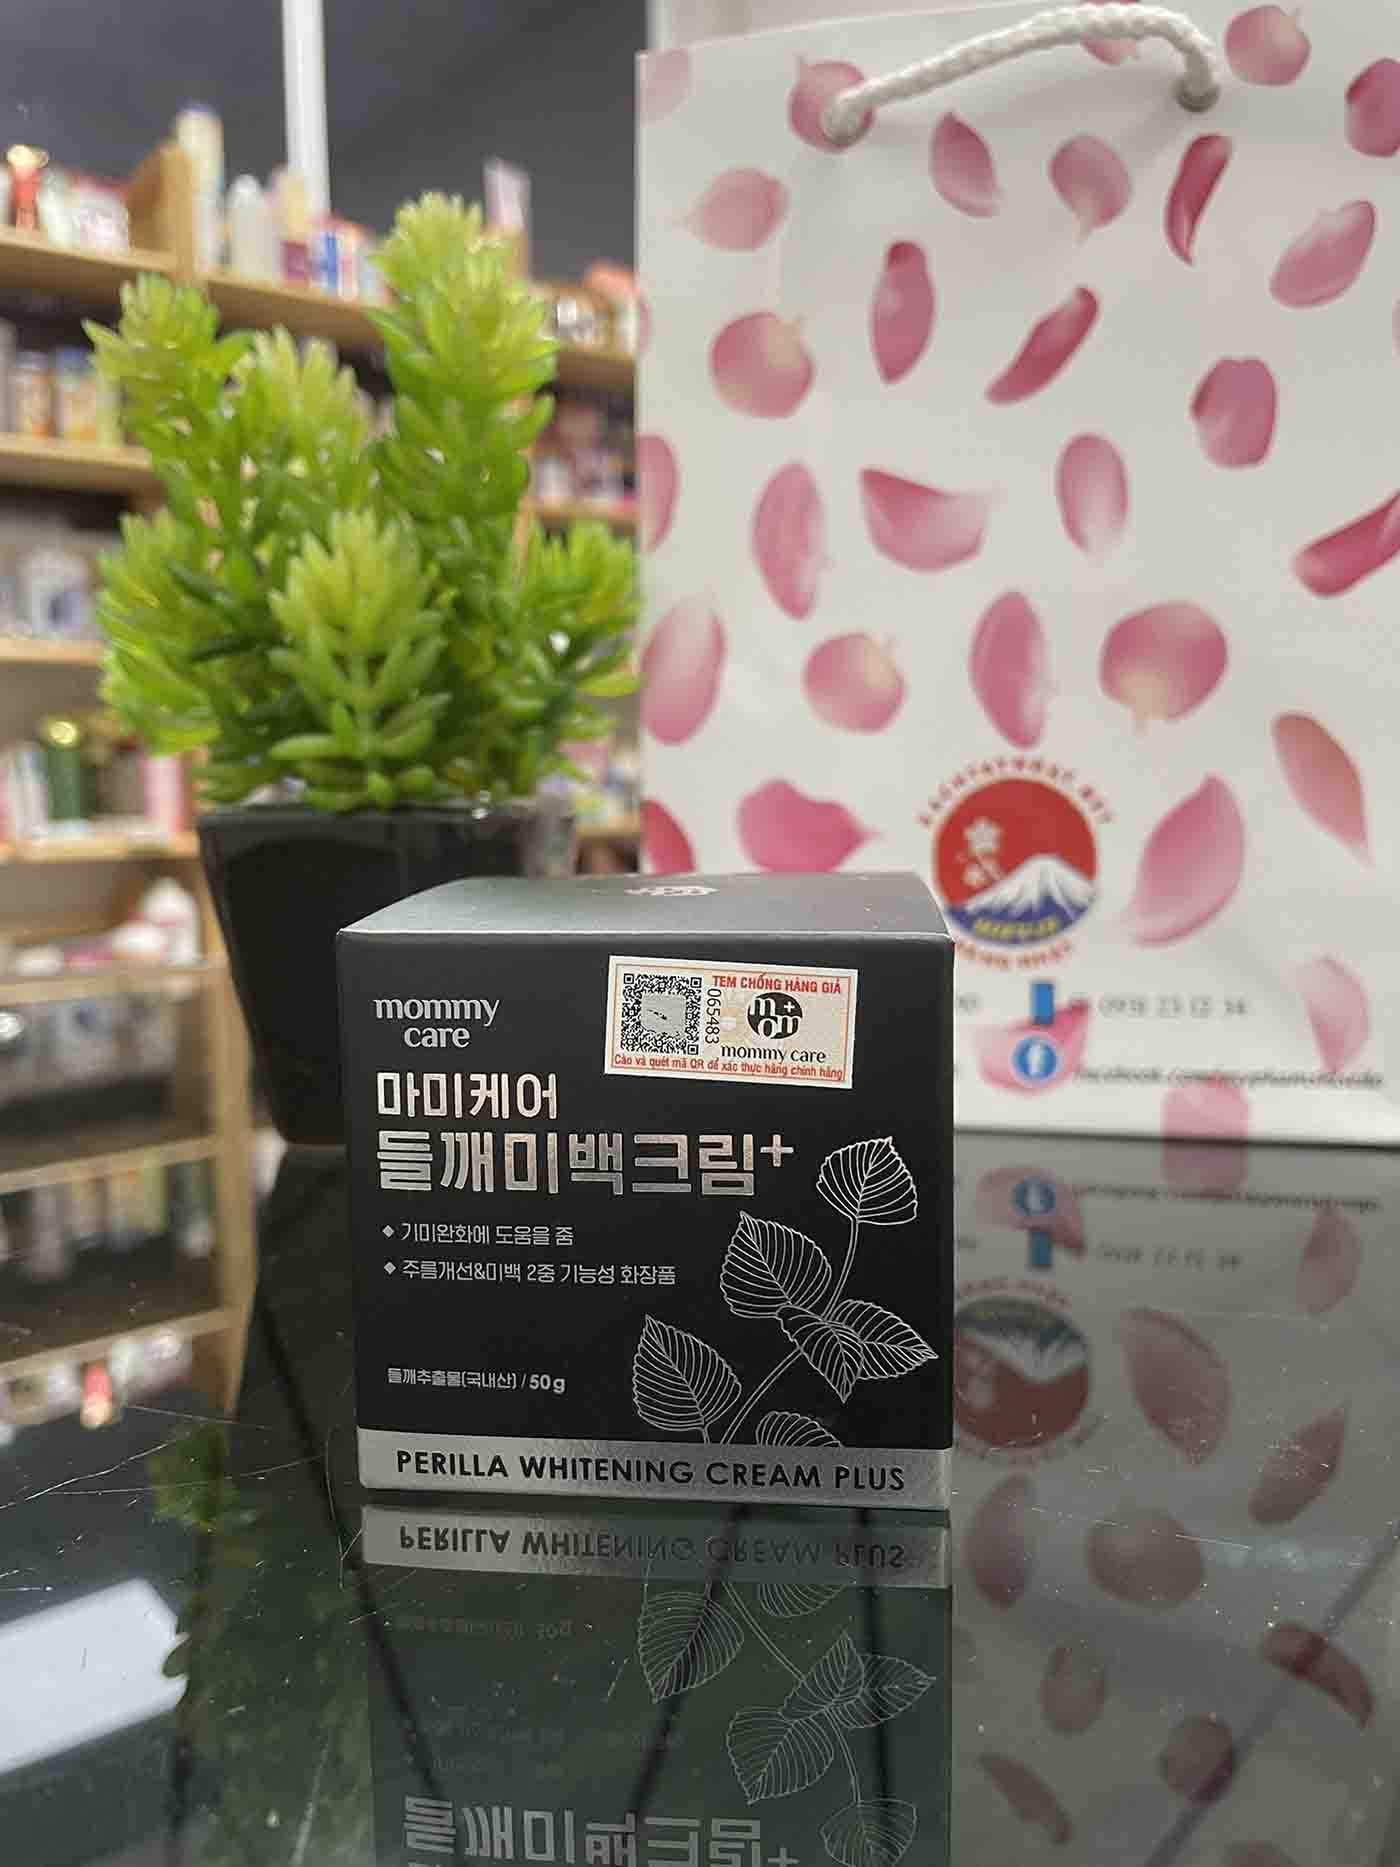 mommy
care
TEM CHỐNG HÀNG GIẢ
065483
mommy care
Cào và quét mã QR để xác thực hàng chính hãng
마미케어
들깨미백크림+
기미완화에 도움을 줌
주름개선&미백 2중 기능성 화장품
들깨추출물(국내산) / 50g
PERILLA WHITENING CREAM PLUS